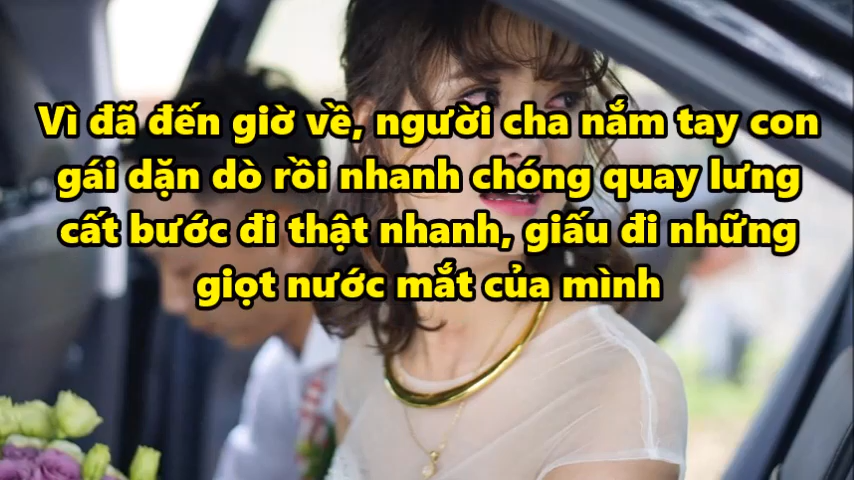 Vì đã đến giờ về, người cha nắm tay con
gái dặn dò rồi nhanh chóng quay lưng
cất bước đi thật nhanh, giấu đi những
giọt nước mắt của mình